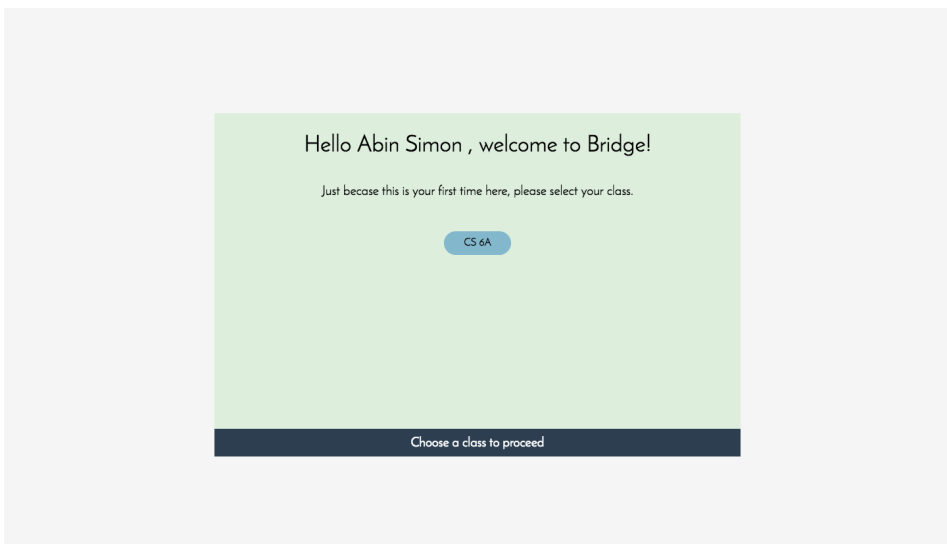 Hello Abin Simon , welcome to Bridge!
Just becase this is your first time here, please select your class.
CS 6A
Choose a class to proceed